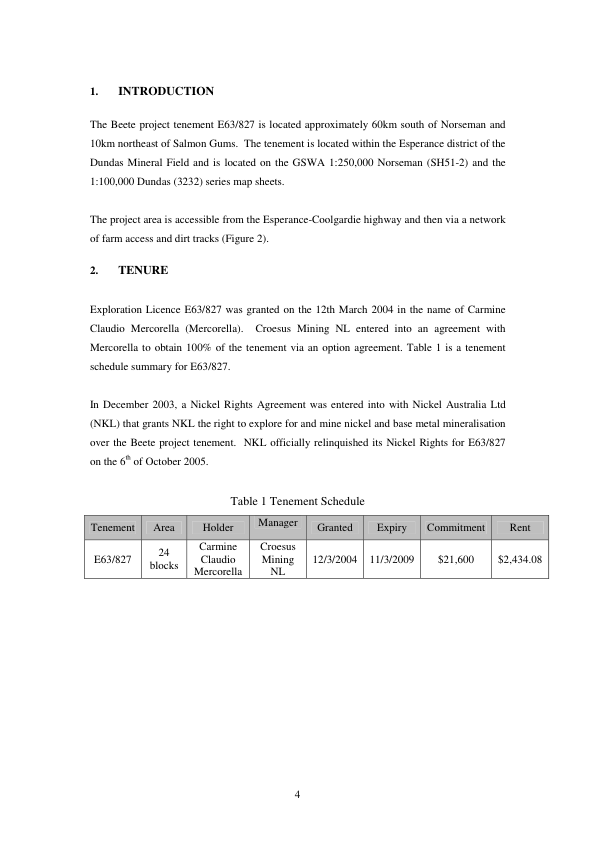 1. INTRODUCTION
The Beete project tenement E63/827 is located approximately 60km south of Norseman and
10km northeast of Salmon Gums. The tenement is located within the Esperance district of the
Dundas Mineral Field and is located on the GSWA 1:250,000 Norseman (SH51-2) and the
1:100,000 Dundas (3232) series map sheets.
The project area is accessible from the Esperance-Coolgardie highway and then via a network
of farm access and dirt tracks (Figure 2).
2. TENURE
Exploration Licence E63/827 was granted on the 12th March 2004 in the name of Carmine
Claudio Mercorella (Mercorella). Croesus Mining NL entered into an agreement with
Mercorella to obtain 100% of the tenement via an option agreement. Table 1 is a tenement
schedule summary for E63/827.
In December 2003, a Nickel Rights Agreement was entered into with Nickel Australia Ltd
(NKL) that grants NKL the right to explore for and mine nickel and base metal mineralisation
over the Beete project tenement. NKL officially relinquished its Nickel Rights for E63/827
on the 6th of October 2005.
Table 1 Tenement Schedule
Tenement Area Holder Manager Granted Expiry Commitment Rent
E63/827 24 blocks Carmine Claudio Mercorella Croesus Mining NL 12/3/2004 11/3/2009 $21,600 $2,434.08
4